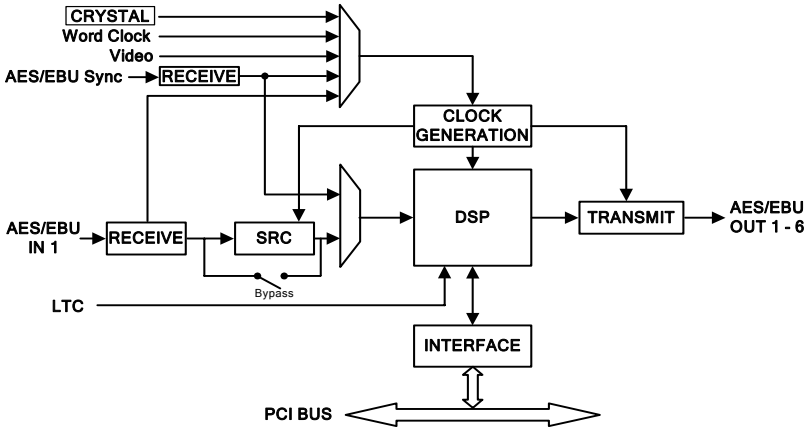 CRYSTAL
Word Clock
Video
AES/EBU Sync
RECEIVE
CLOCK
GENERATION
AES/EBU
IN 1
RECEIVE
SRC
Bypass
DSP
TRANSMIT
AES/EBU
OUT 1 - 6
LTC
INTERFACE
PCI BUS